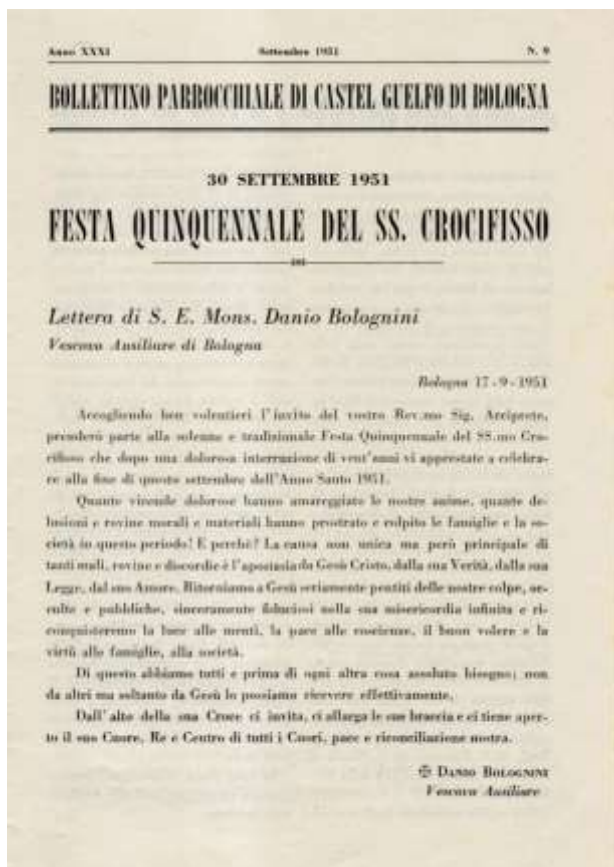 Anno XXXI Settembre 1951 N. 9
BOLLETTINO PARROCCHIALE DI CASTEL GUELFO DI BOLOGNA
30 SETTEMBRE 1951
FESTA QUINQUENNALE DEL SS. CROCIFISSO
Lettera di S. E. Mons. Danio Bolognini
Vescovo Ausiliare di Bologna
Bologna 17-9-1951
Accogliendo ben volentieri l'invito del vostro Rev.mo Sig. Arciprete,
prenderò parte alla solenne e tradizionale Festa Quinquennale del SS.mo Cro-
cifisso che dopo una dolorosa interruzione di vent'anni vi apprestate a celebra-
re alla fine di questo settembre dell'Anno Santo 1951.
Quante vicende dolorose hanno amareggiato le nostre anime, quante de-
lusioni e rovine morali e materiali hanno prostrato e colpito le famiglie e la so-
cietà in questo periodo! E perchè? La causa non unica ma però principale di
tanti mali, rovine e discordie è l'apostasia da Gesù Cristo, dalla sua Verità, dalla sua
Legge, dal suo Amore. Ritorniamo a Gesù seriamente pentiti delle nostre colpe, oc-
culte e pubbliche, sinceramente fiduciosi nella sua misericordia infinita e ri-
conquisteremo la luce alle menti, la pace alle coscienze, il buon volere e la
virtù alle famiglie, alla società.
Di questo abbiamo tutti e prima di ogni altra cosa assoluto bisogno; non
da altri ma soltanto da Gesù lo possiamo ricevere effettivamente.
Dall'alto della sua Croce ci invita, ci allarga le sue braccia e ci tiene aper-
to il suo Cuore, Re e Centro di tutti i Cuori, pace e riconciliazione nostra.
✠ DANIO BOLOGNINI
Vescovo Ausiliare